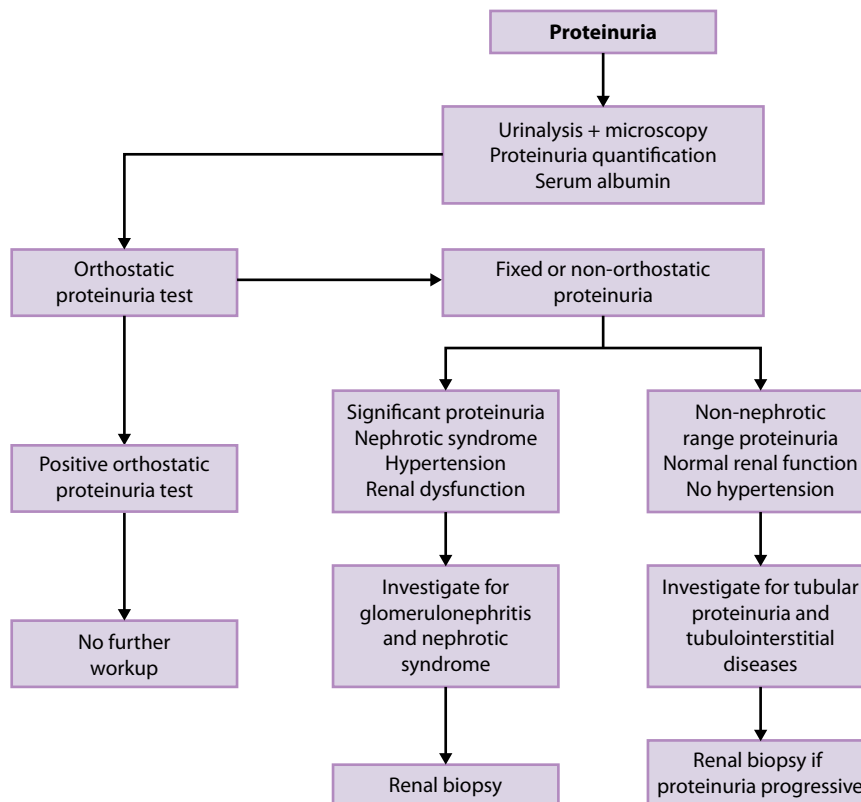 Proteinuria
Urinalysis + microscopy
Proteinuria quantification
Serum albumin
Orthostatic
proteinuria test
Fixed or non-orthostatic
proteinuria
Positive orthostatic
proteinuria test
No further
workup
Significant proteinuria
Nephrotic syndrome
Hypertension
Renal dysfunction
Investigate for
glomerulonephritis
and nephrotic
syndrome
Renal biopsy
Non-nephrotic
range proteinuria
Normal renal function
No hypertension
Investigate for tubular
proteinuria and
tubulointerstitial
diseases
Renal biopsy if
proteinuria progressive